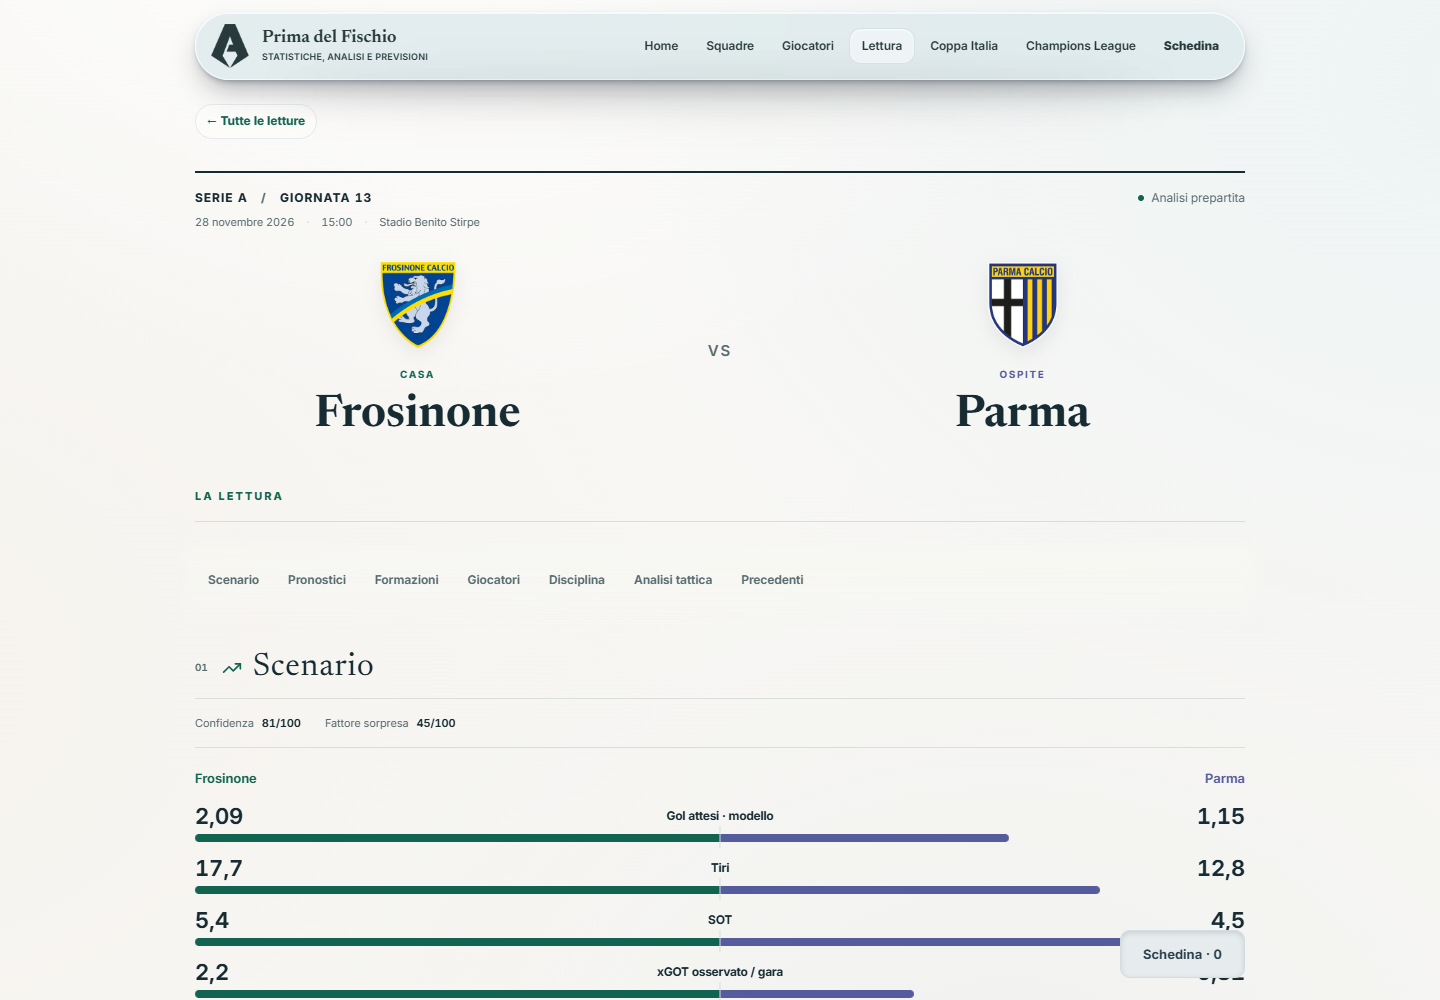 Prima del Fischio
STATISTICHE, ANALISI E PREVISIONI
Home Squadre Giocatori Lettura Coppa Italia Champions League Schedina
← Tutte le letture
SERIE A / GIORNATA 13
Analisi prepartita
28 novembre 2026 · 15:00 · Stadio Benito Stirpe
FROSINONE CALCIO
PARMA CALCIO
VS
CASA
OSPITE
Frosinone
Parma
LA LETTURA
Scenario Pronostici Formazioni Giocatori Disciplina Analisi tattica Precedenti
01 Scenario
Confidenza 81/100 Fattore sorpresa 45/100
Frosinone Parma
2,09 Gol attesi · modello 1,15
17,7 Tiri 12,8
5,4 SOT 4,5
Schedina · 0
2,2 xGOT osservato / gara